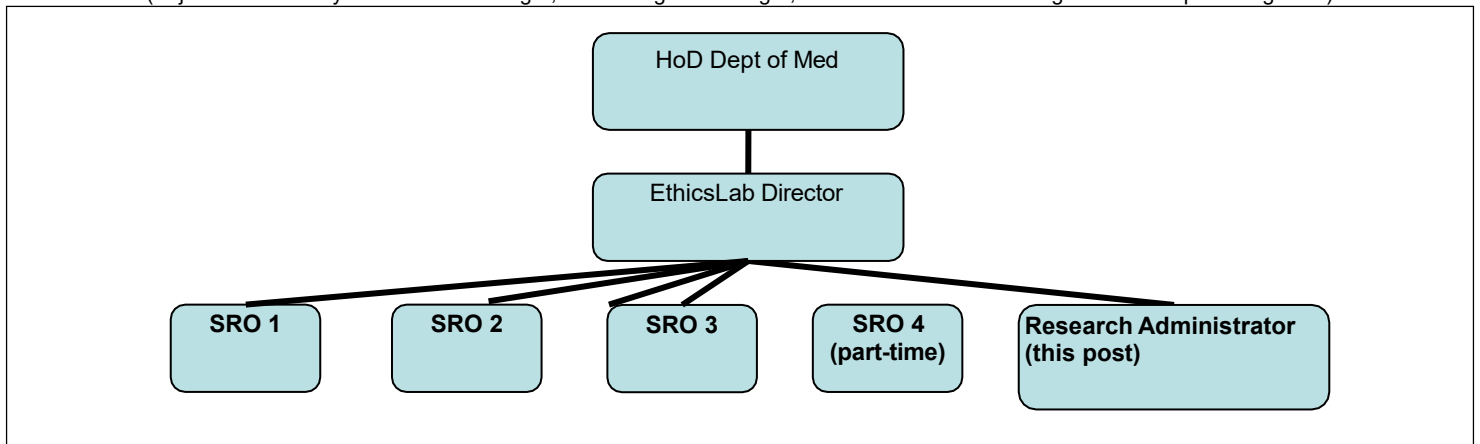 HoD Dept of Med
EthicsLab Director
SRO 1
SRO 2
SRO 3
SRO 4
(part-time)
Research Administrator
(this post)